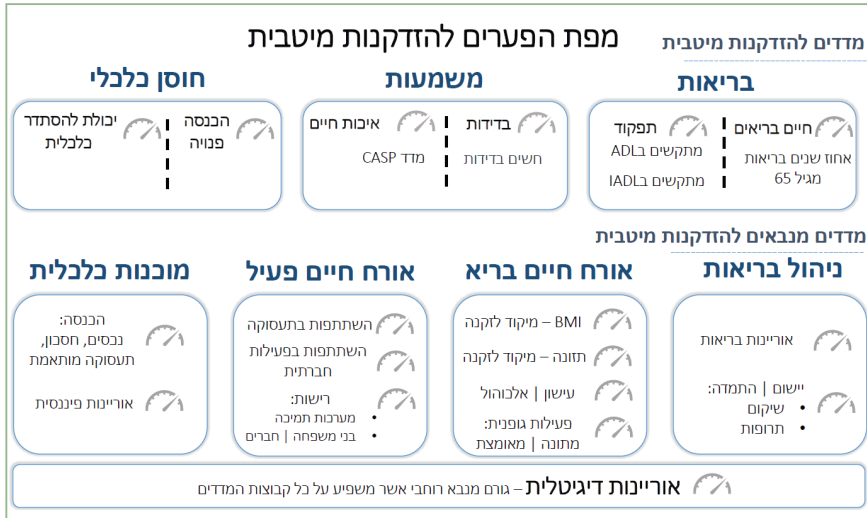 מפת הפערים להזדקנות מיטבית
מדדים להזדקנות מיטבית
בריאות
חיים בריאים
אחוז שנים בריאות
מגיל 65
תפקוד
מתקשים בADL
מתקשים בIADL
משמעות
בדידות
חשים בדידות
איכות חיים
מדד CASP
חוסן כלכלי
הכנסה
פנויה
יכולת להסתדר
כלכלית
מדדים מנבאים להזדקנות מיטבית
ניהול בריאות
אוריינות בריאות
יישום | התמדה:
• שיקום
• תרופות
אורח חיים בריא
BMI – מיקוד לזקנה
תזונה – מיקוד לזקנה
עישון | אלכוהול
פעילות גופנית:
מתונה | מאומצת
אורח חיים פעיל
השתתפות בתעסוקה
השתתפות בפעילות
חברתית
רישות:
• מערכות תמיכה
• בני משפחה | חברים
מוכנות כלכלית
הכנסה:
נכסים, חסכון,
תעסוקה מותאמת
אוריינות פיננסית
אוריינות דיגיטלית – גורם מנבא רוחבי אשר משפיע על כל קבוצות המדדים